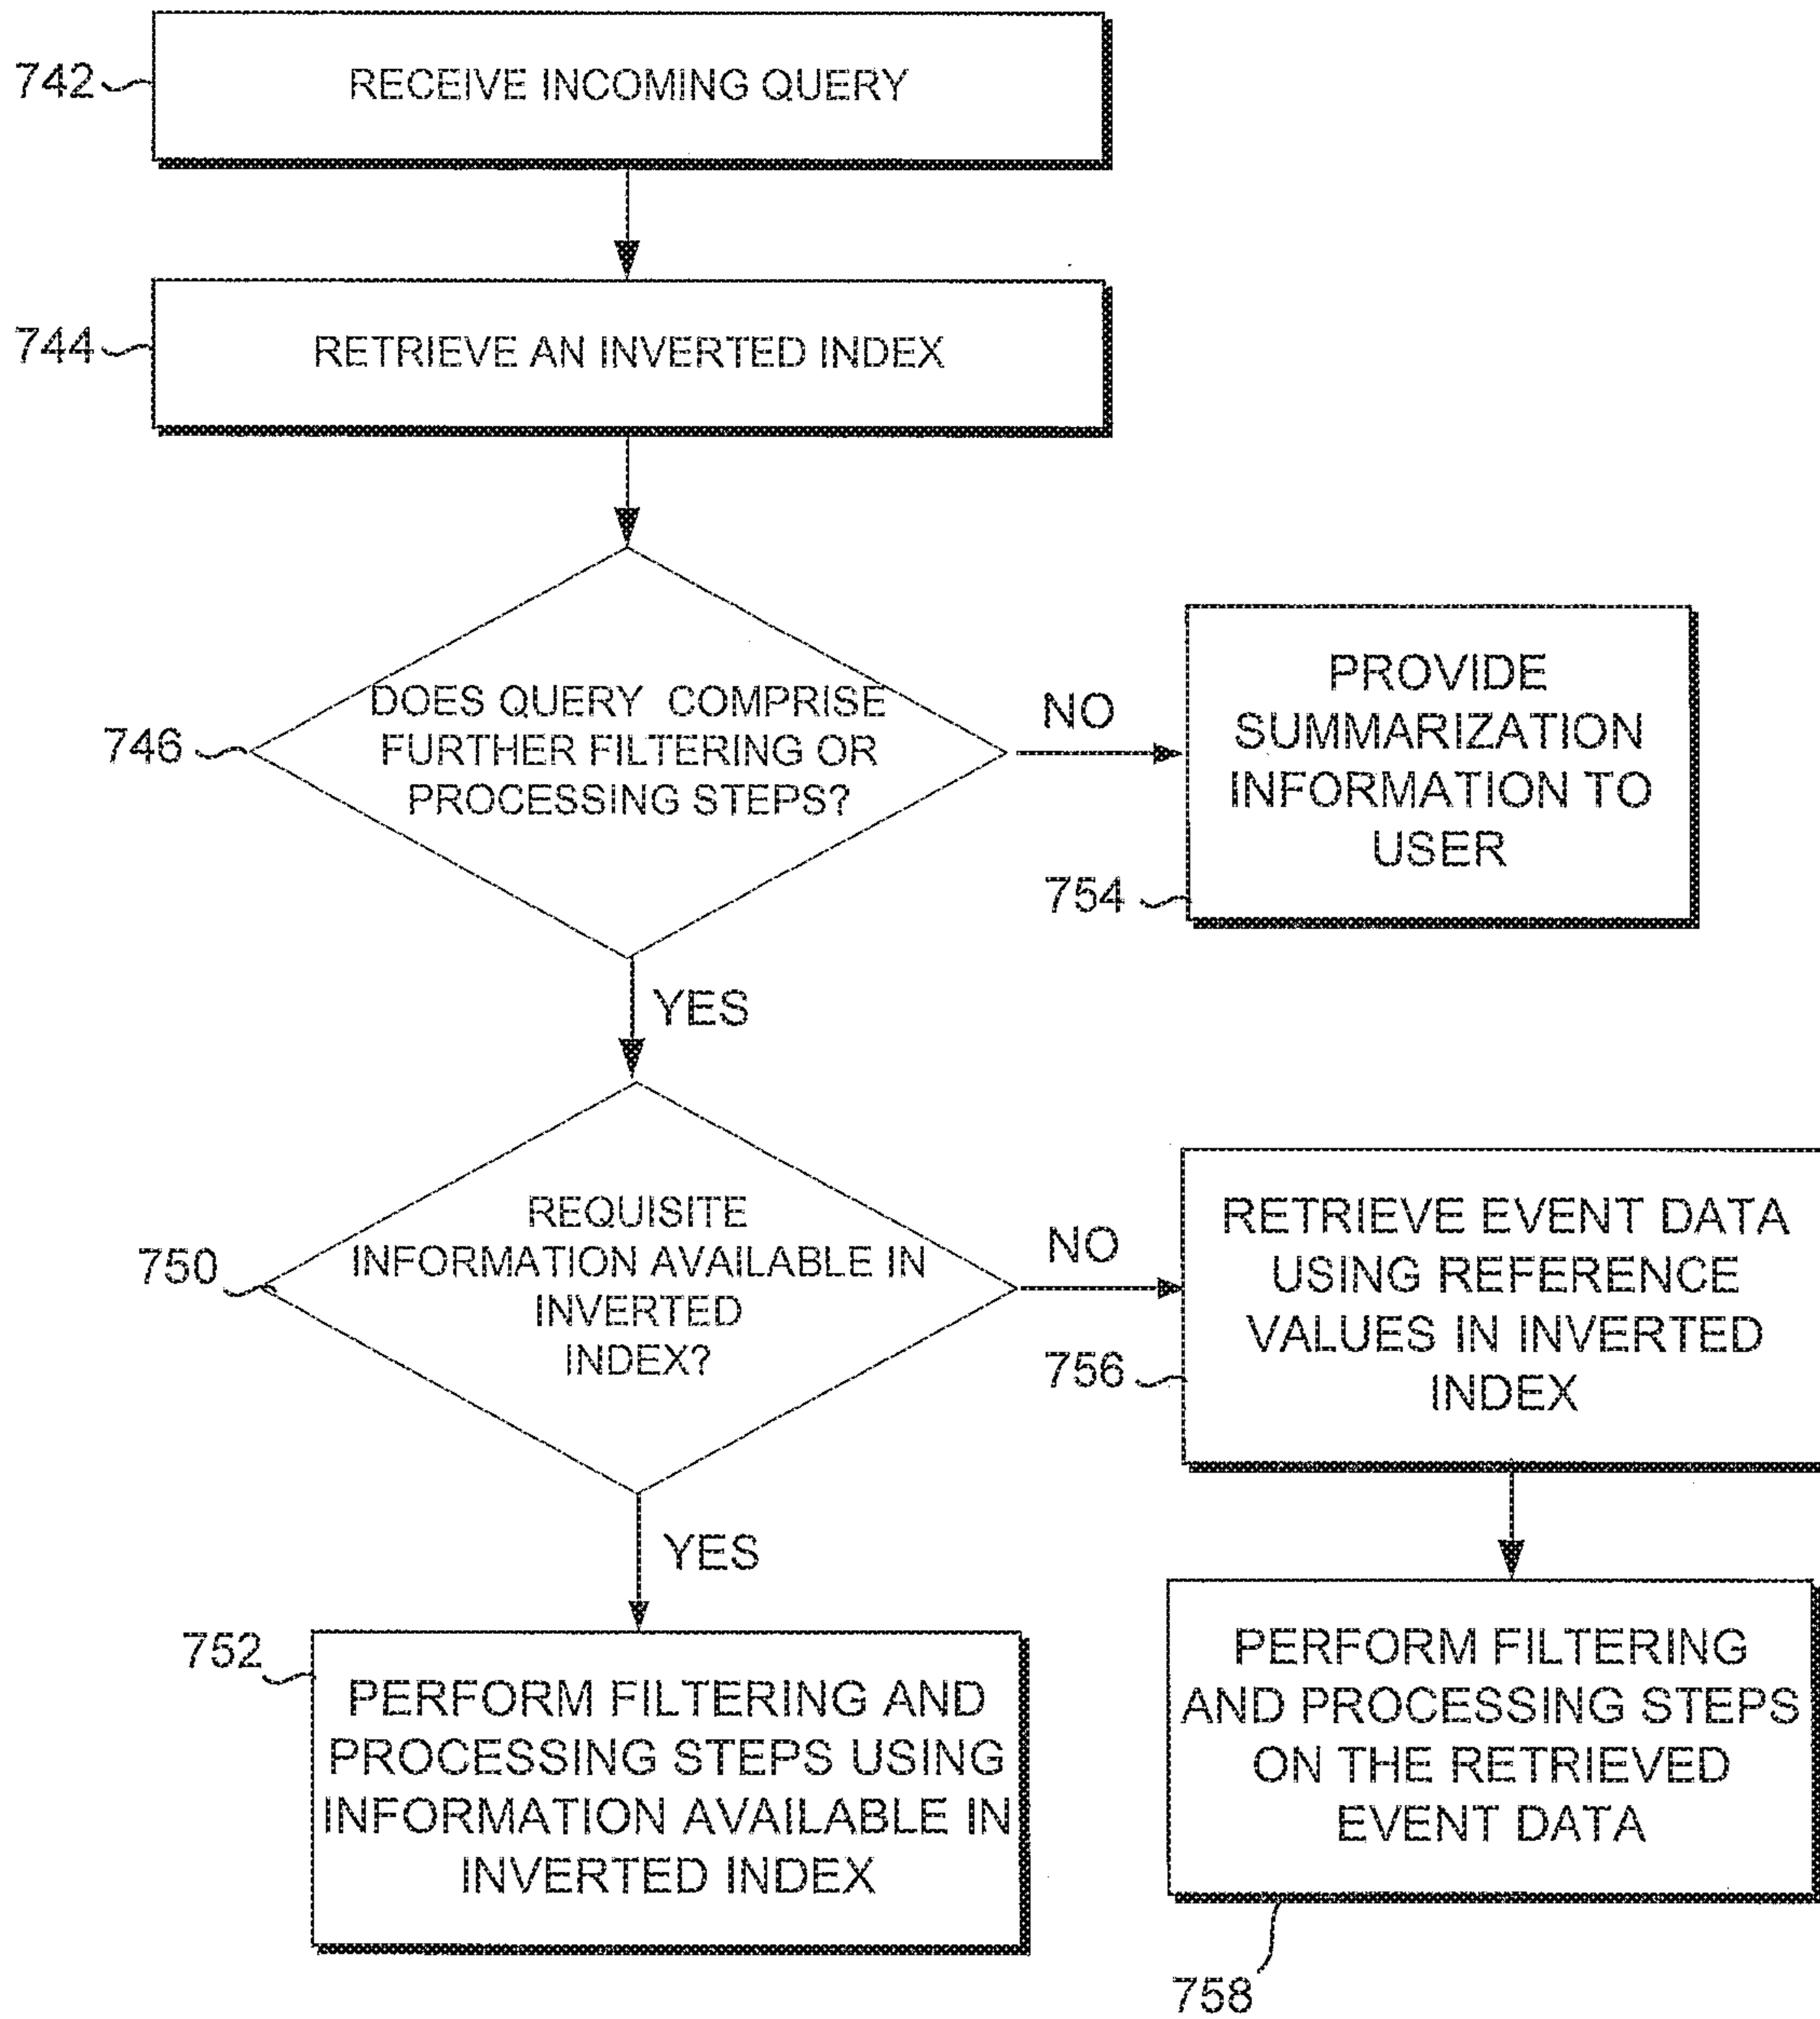 742
RECEIVE INCOMING QUERY
744
RETRIEVE AN INVERTED INDEX
746
DOES QUERY COMPRISE
FURTHER FILTERING OR
PROCESSING STEPS?
NO
PROVIDE
SUMMARIZATION
INFORMATION TO
USER
754
YES
750
REQUISITE
INFORMATION AVAILABLE IN
INVERTED
INDEX?
NO
RETRIEVE EVENT DATA
USING REFERENCE
VALUES IN INVERTED
INDEX
756
YES
752
PERFORM FILTERING AND
PROCESSING STEPS USING
INFORMATION AVAILABLE IN
INVERTED INDEX
PERFORM FILTERING
AND PROCESSING STEPS
ON THE RETRIEVED
EVENT DATA
758